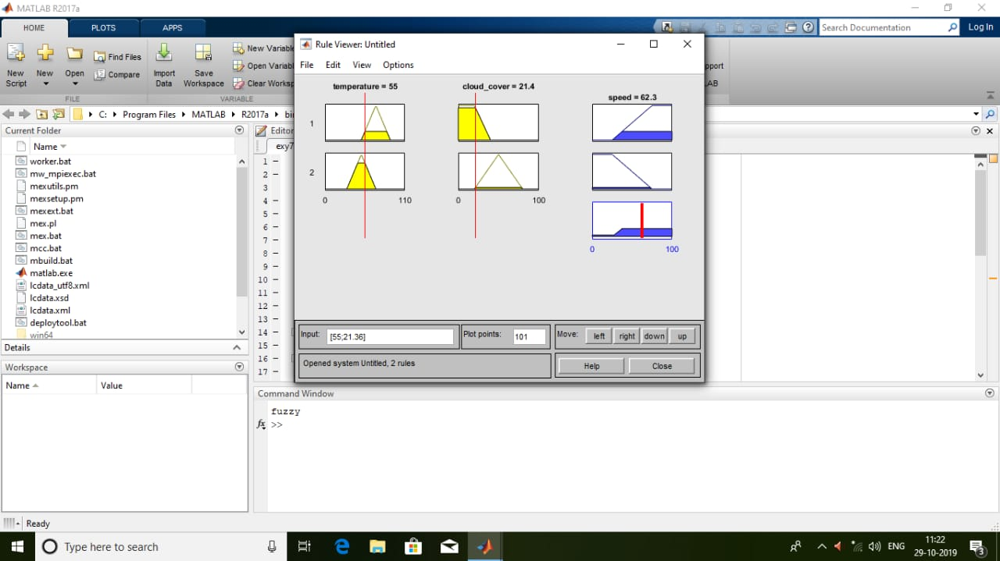 MATLAB R2017a
HOME
PLOTS
APPS
Search Documentation
Log In
New Script
New
Open
Find Files
Compare
Import Data
Save Workspace
New Variable
Open Variabl
Clear Worksp
port
LAB
FILE
VARIABLE
C:
Program Files
MATLAB
R2017a
Current Folder
Name
worker.bat
mw_mpiexec.bat
mexutils.pm
mexsetup.pm
mexext.bat
mex.pl
mex.bat
mcc.bat
mbuild.bat
matlab.exe
lcdata_utf8.xml
lcdata.xsd
lcdata.xml
deploytool.bat
win64
Details
Workspace
Name
Value
Editor
exy7
1
2
3
4
5
6
7
8
9
10
11
12
13
14
15
16
17
Rule Viewer: Untitled
File Edit View Options
temperature = 55
cloud_cover = 21.4
speed = 62.3
1
2
0
110
0
100
0
100
Input:
[55;21.36]
Plot points:
101
Move:
left
right
down
up
Opened system Untitled, 2 rules
Help
Close
Command Window
fuzzy
fx >>
Ready
Type here to search
ENG
11:22
29-10-2019
3